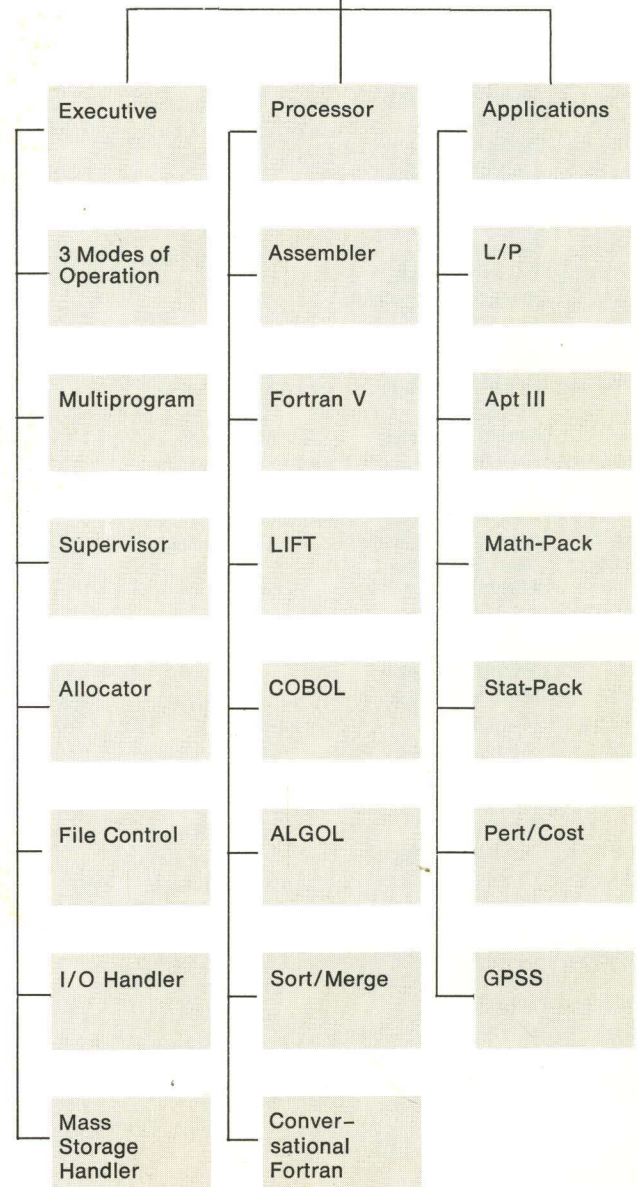 Executive
3 Modes of
Operation
Multiprogram
Supervisor
Allocator
File Control
I/O Handler
Mass
Storage
Handler
Processor
Assembler
Fortran V
LIFT
COBOL
ALGOL
Sort/Merge
Conver–
sational
Fortran
Applications
L/P
Apt III
Math-Pack
Stat-Pack
Pert/Cost
GPSS